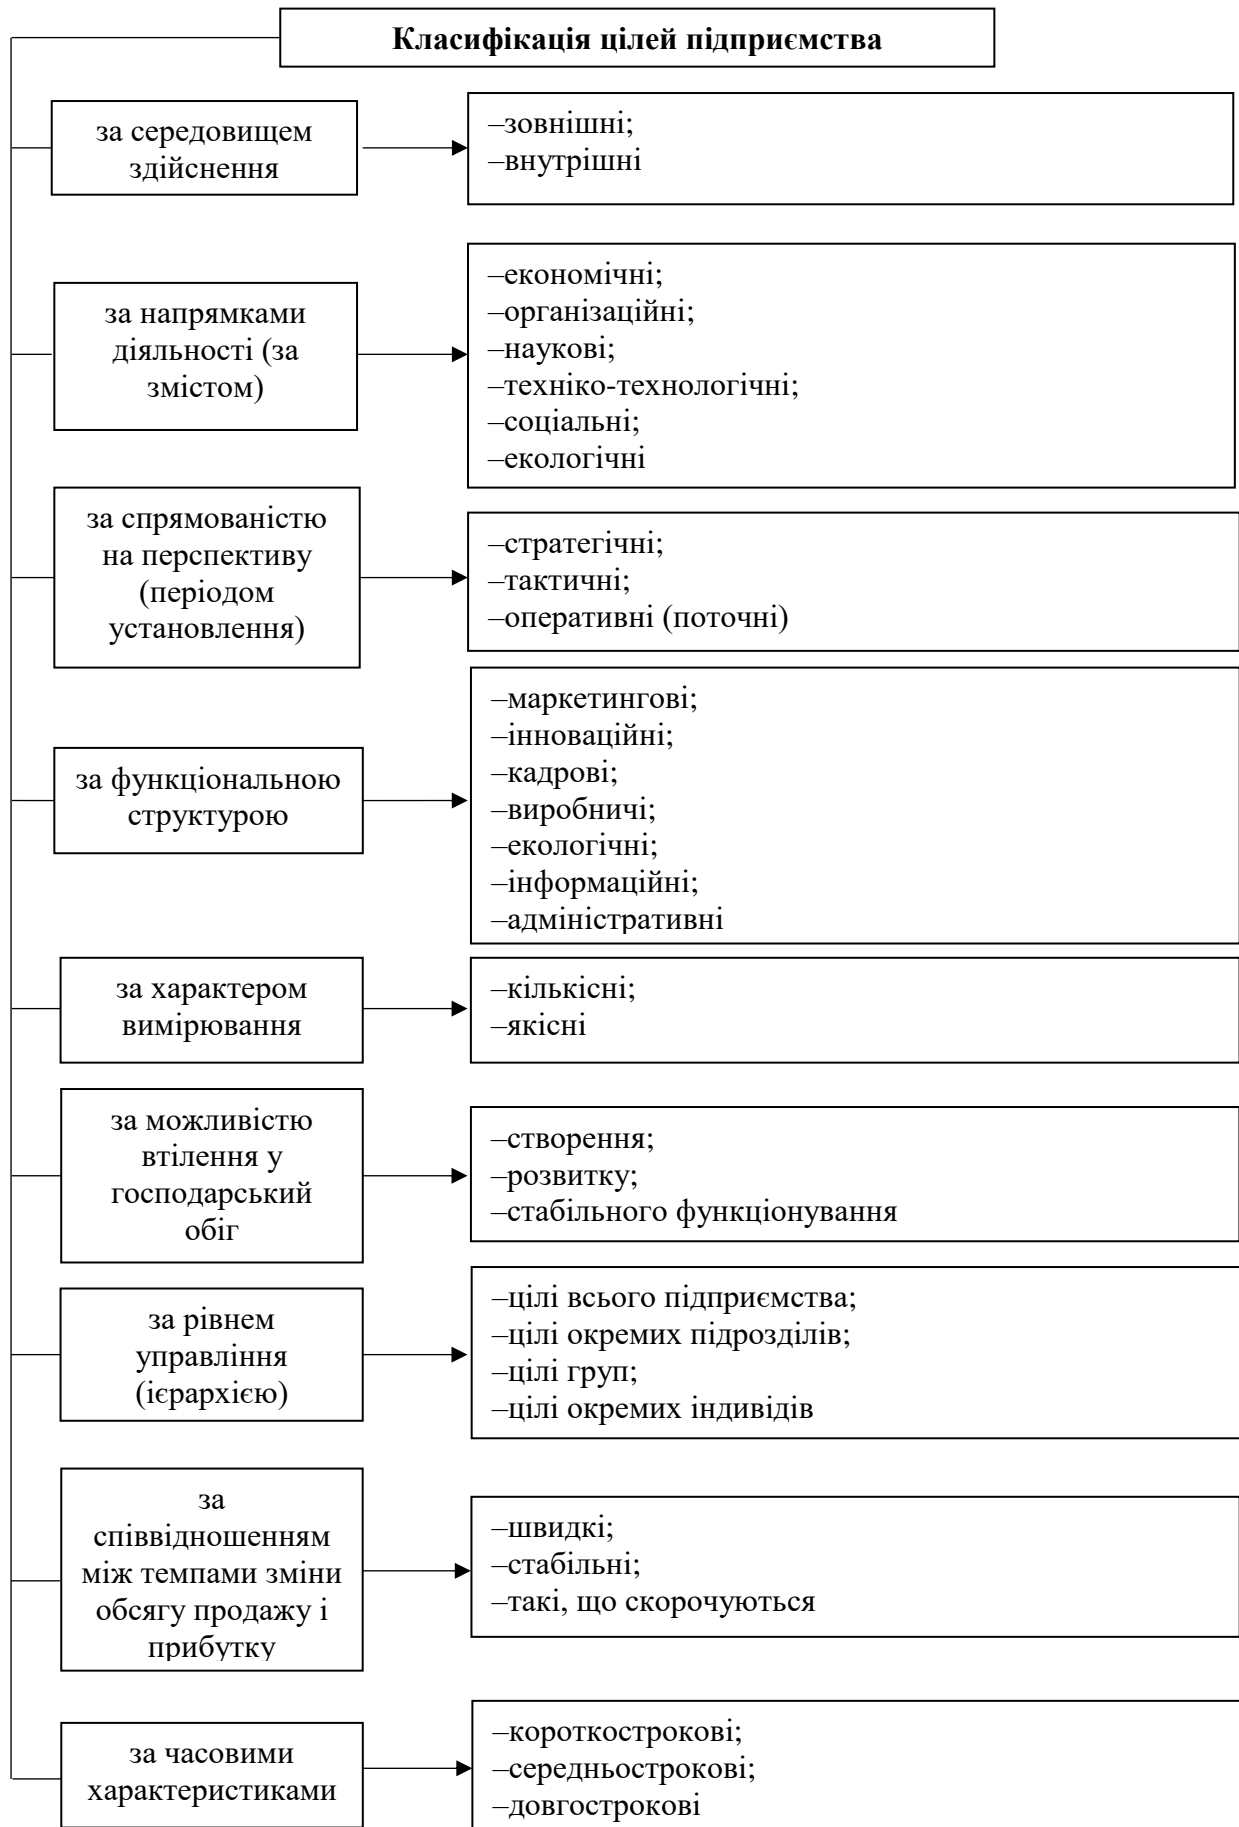 Класифікація цілей підприємства
за середовищем
здійснення
–зовнішні;
–внутрішні
за напрямками
діяльності (за
змістом)
–економічні;
–організаційні;
–наукові;
–техніко-технологічні;
–соціальні;
–екологічні
за спрямованістю
на перспективу
(періодом
установлення)
–стратегічні;
–тактичні;
–оперативні (поточні)
за функціональною
структурою
–маркетингові;
–інноваційні;
–кадрові;
–виробничі;
–екологічні;
–інформаційні;
–адміністративні
за характером
вимірювання
–кількісні;
–якісні
за можливістю
втілення у
господарський
обіг
–створення;
–розвитку;
–стабільного функціонування
за рівнем
управління
(ієрархією)
–цілі всього підприємства;
–цілі окремих підрозділів;
–цілі груп;
–цілі окремих індивідів
за
співвідношенням
між темпами зміни
обсягу продажу і
прибутку
–швидкі;
–стабільні;
–такі, що скорочуються
за часовими
характеристиками
–короткострокові;
–середньострокові;
–довгострокові